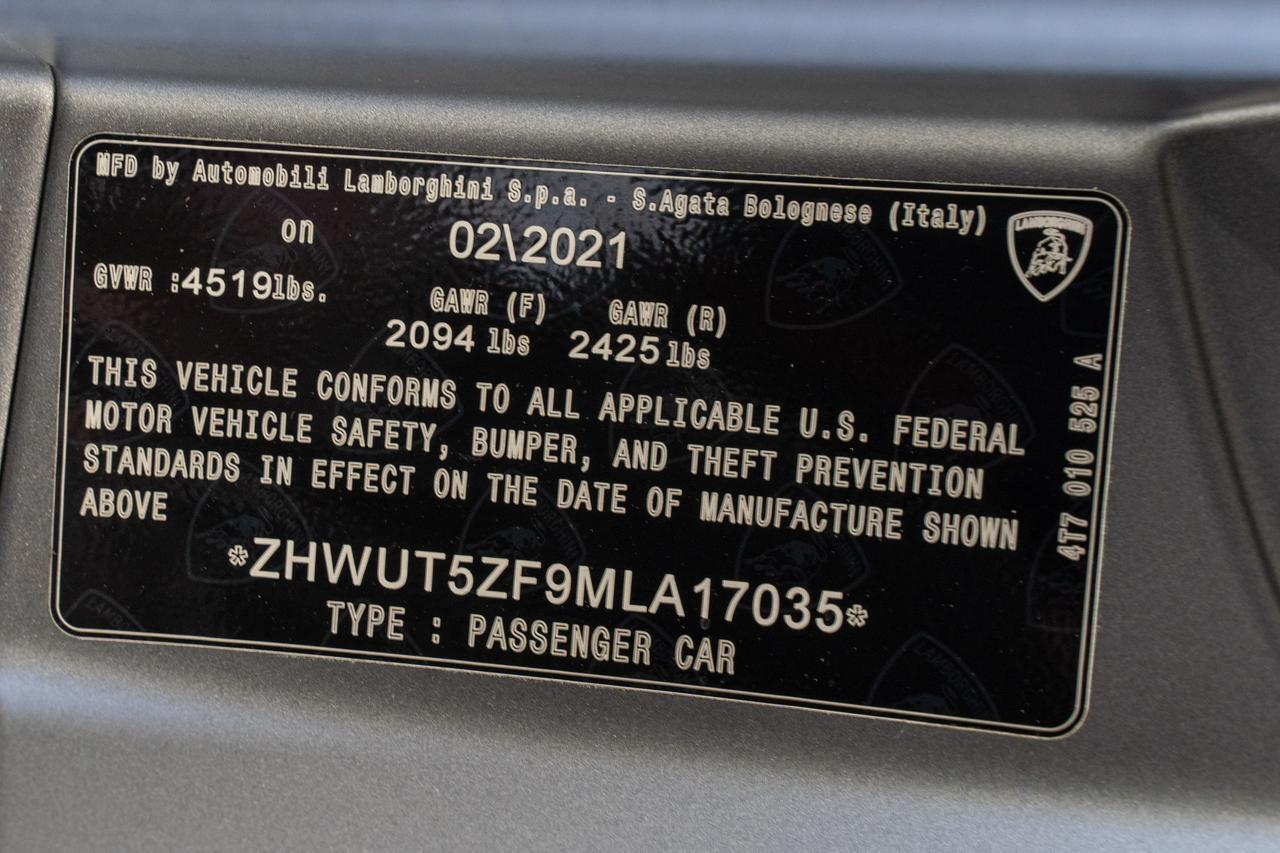 MFD by Automobili Lamborghini S.p.a. - S.Agata Bolognese (Italy)
on 02\2021
LAMBORGHINI
GVWR :4519lbs.
GAWR (F) GAWR (R)
2094 lbs 2425 lbs
THIS VEHICLE CONFORMS TO ALL APPLICABLE U.S. FEDERAL
MOTOR VEHICLE SAFETY, BUMPER, AND THEFT PREVENTION
STANDARDS IN EFFECT ON THE DATE OF MANUFACTURE SHOWN
ABOVE
*ZHWUT5ZF9MLA17035*
TYPE : PASSENGER CAR
4T7 010 525 A